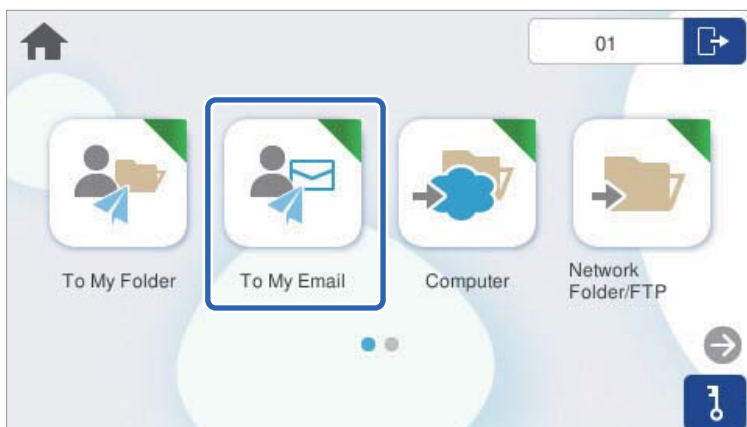 01
To My Folder
To My Email
Computer
Network
Folder/FTP